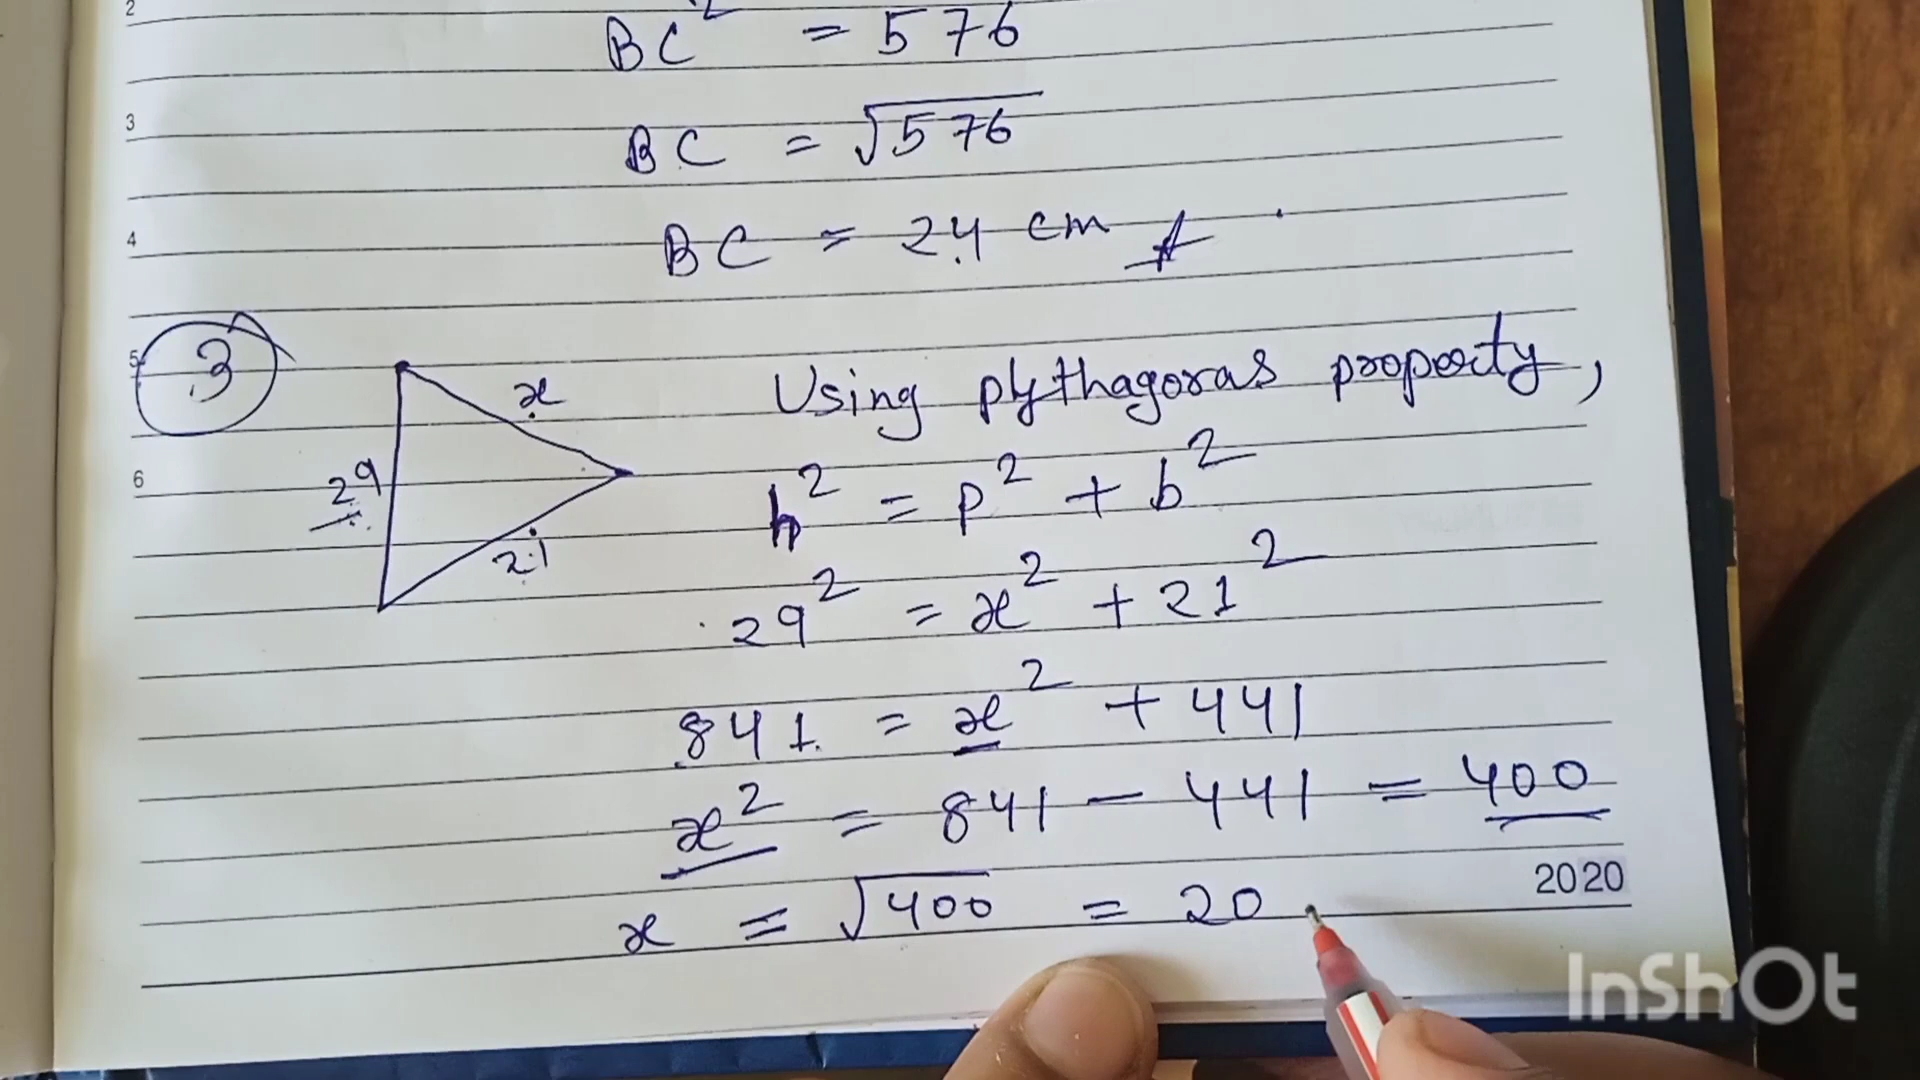 2
BC² = 576
3
BC = √576
4
BC = 24 cm
5
3
x
Using pythagoras property,
29
6
h² = p² + b²
21
29² = x² + 21²
841 = x² + 441
x² = 841 - 441 = 400
2020
x = √400 = 20
InShOt